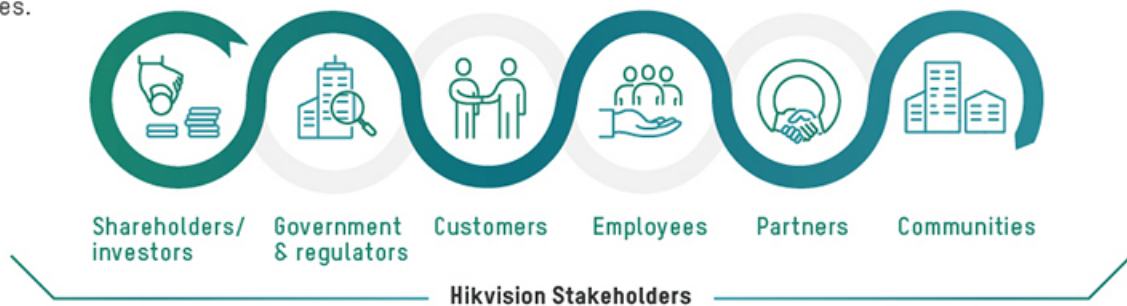 es.
Shareholders/
investors
Government
& regulators
Customers
Employees
Partners
Communities
Hikvision Stakeholders